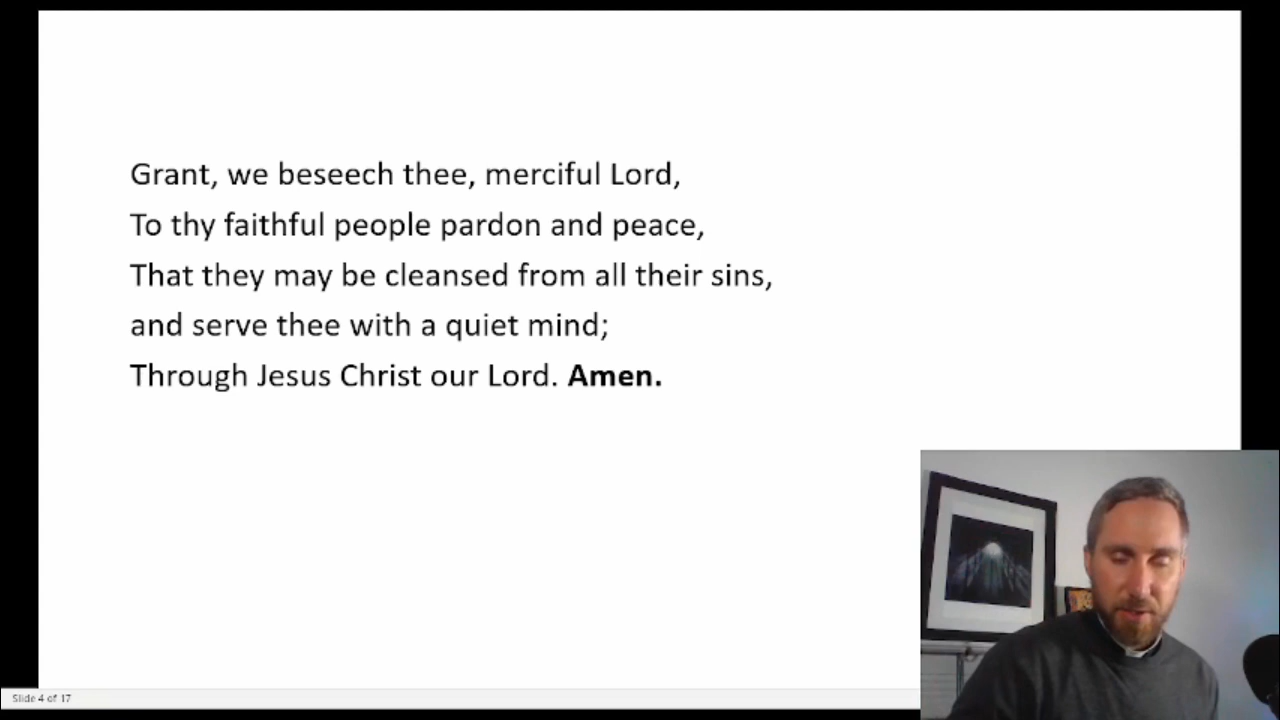 Grant, we beseech thee, merciful Lord,
To thy faithful people pardon and peace,
That they may be cleansed from all their sins,
and serve thee with a quiet mind;
Through Jesus Christ our Lord. Amen.
Slide 4 of 17